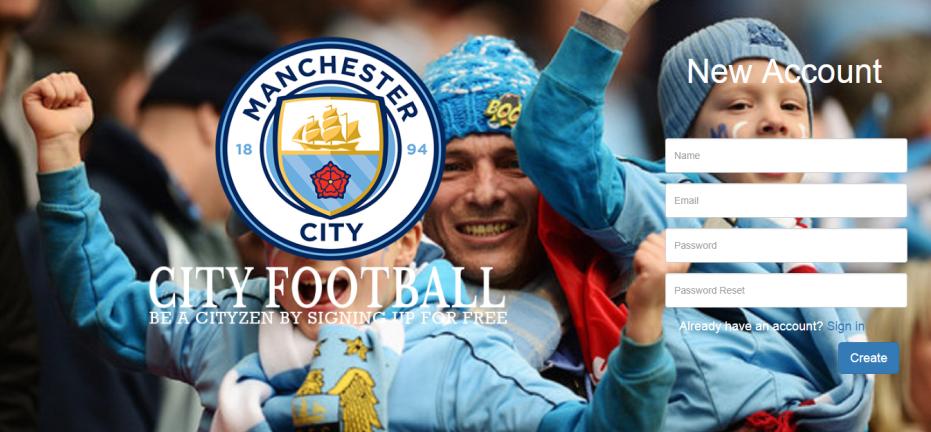 MANCHESTER
18 94
CITY
CITY FOOTBALL
BE A CITYZEN BY SIGNING UP FOR FREE
New Account
Name
Email
Password
Password Reset
Already have an account? Sign in
Create